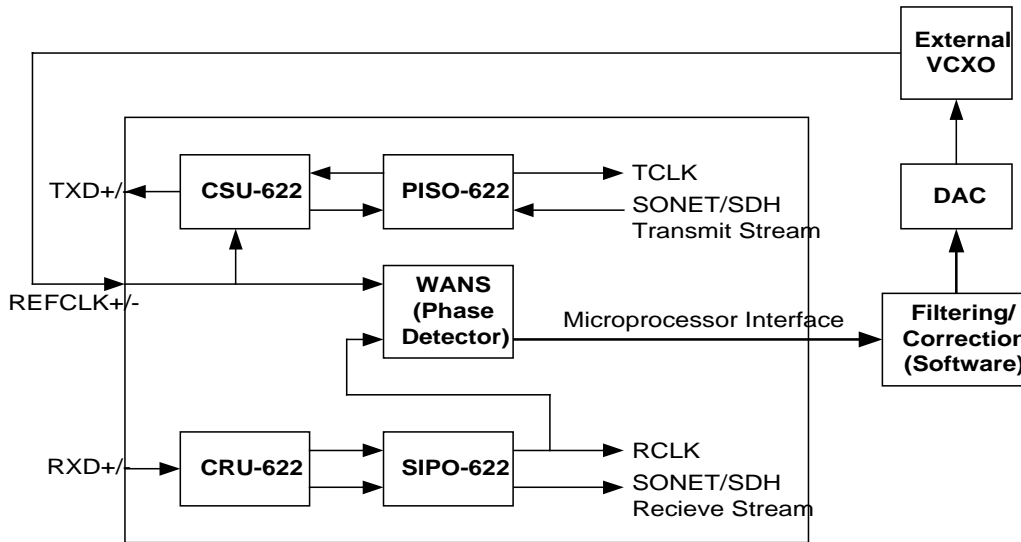 External
VCXO
TXD+/-
CSU-622
PISO-622
TCLK
SONET/SDH
Transmit Stream
DAC
REFCLK+/-
WANS
(Phase
Detector)
Microprocessor Interface
Filtering/
Correction
(Software)
RXD+/-
CRU-622
SIPO-622
RCLK
SONET/SDH
Recieve Stream